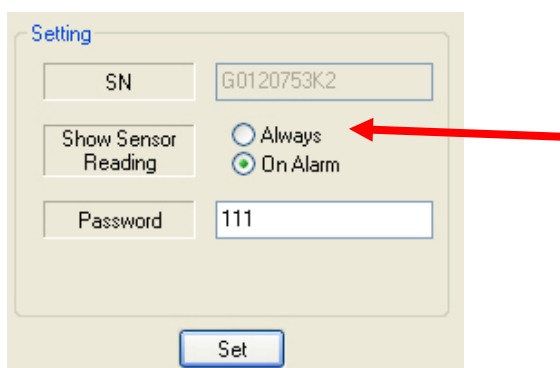 Setting
SN
G0120753K2
Show Sensor
Reading
Always
On Alarm
Password
111
Set